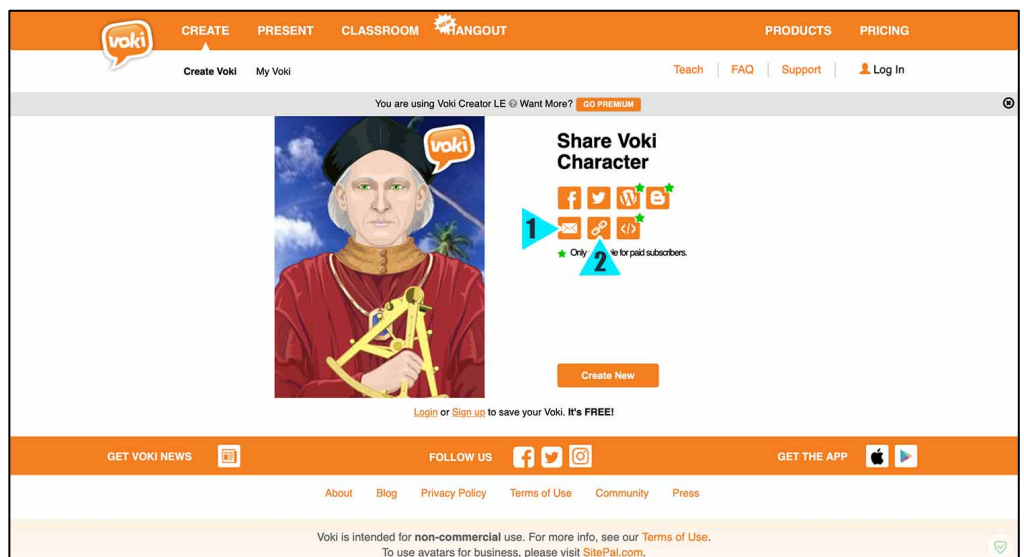 voki
CREATE PRESENT CLASSROOM NEW HANGOUT PRODUCTS PRICING
Create Voki My Voki Teach FAQ Support Log In
You are using Voki Creator LE Want More? GO PREMIUM
voki
Share Voki
Character
1
Only for paid subscribers.
2
Create New
Login or Sign up to save your Voki. It's FREE!
GET VOKI NEWS FOLLOW US GET THE APP
About Blog Privacy Policy Terms of Use Community Press
Voki is intended for non-commercial use. For more info, see our Terms of Use.
To use avatars for business, please visit SitePal.com.